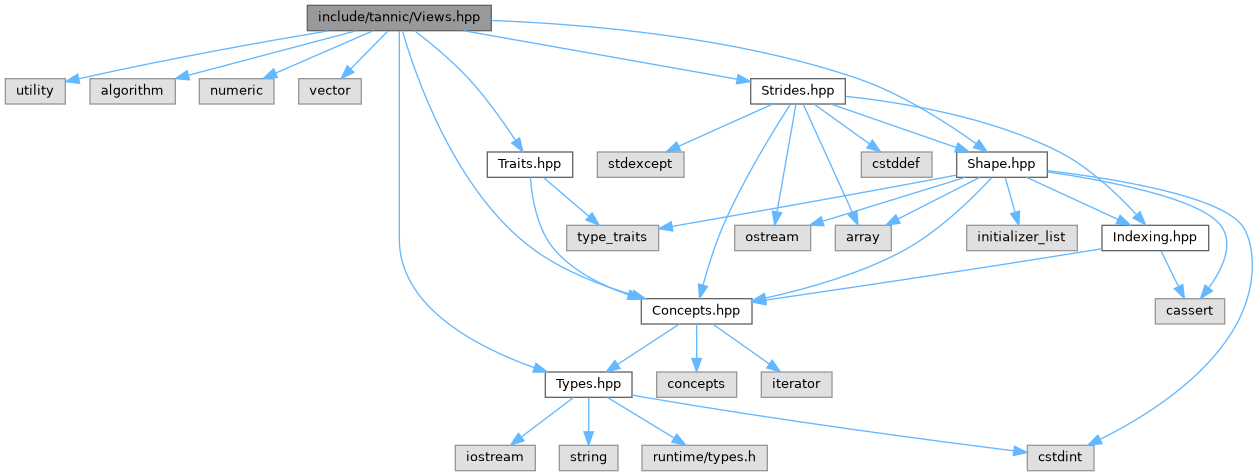 include/tannic/Views.hpp
utility
algorithm
numeric
vector
Strides.hpp
Traits.hpp
stdexcept
cstddef
Shape.hpp
type_traits
ostream
array
initializer_list
Indexing.hpp
Concepts.hpp
cassert
Types.hpp
concepts
iterator
iostream
string
runtime/types.h
cstdint